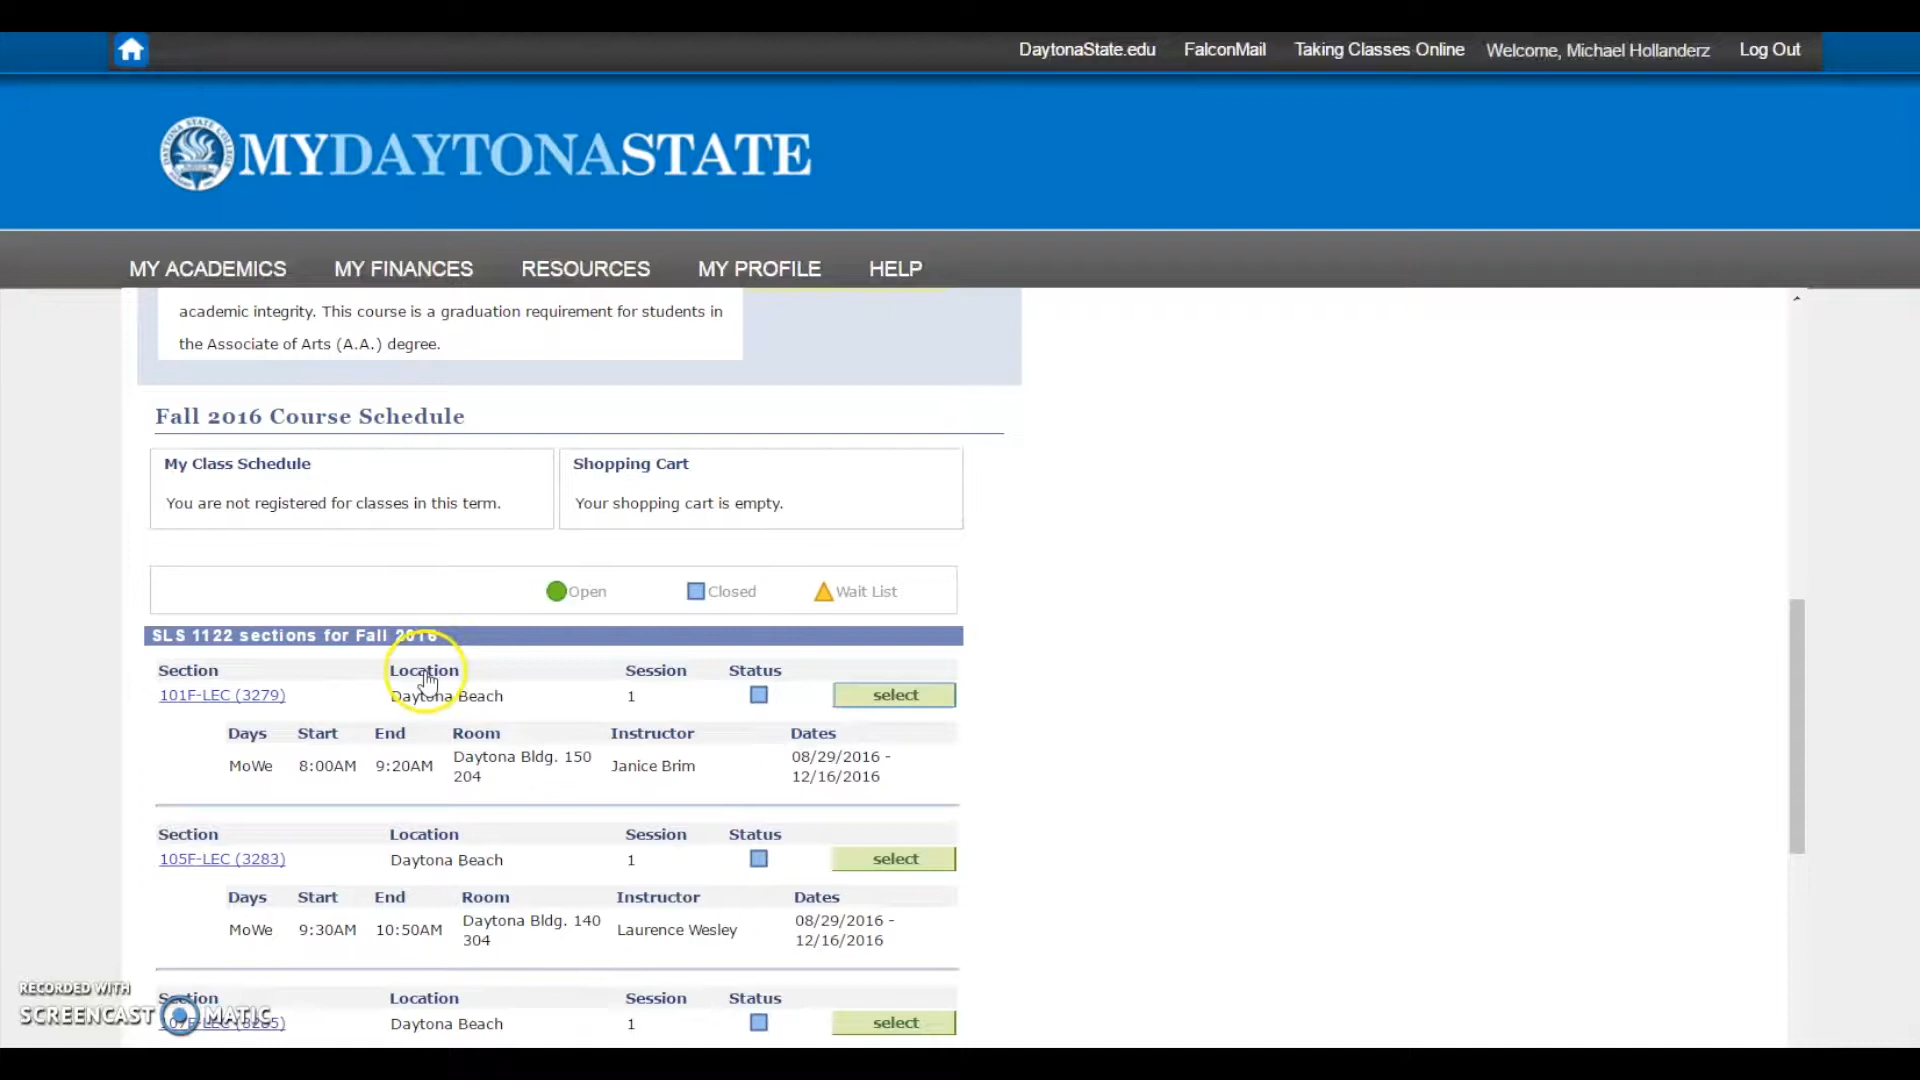 DaytonaState.edu FalconMail Taking Classes Online Welcome, Michael Hollanderz Log Out
MYDAYTONASTATE
MY ACADEMICS MY FINANCES RESOURCES MY PROFILE HELP
academic integrity. This course is a graduation requirement for students in
the Associate of Arts (A.A.) degree.
Fall 2016 Course Schedule
My Class Schedule Shopping Cart
You are not registered for classes in this term. Your shopping cart is empty.
Open Closed Wait List
SLS 1122 sections for Fall 2016
Section Location Session Status
101F-LEC (3279) Daytona Beach 1 select
Days Start End Room Instructor Dates
MoWe 8:00AM 9:20AM Daytona Bldg. 150 204 Janice Brim 08/29/2016 - 12/16/2016
Section Location Session Status
105F-LEC (3283) Daytona Beach 1 select
Days Start End Room Instructor Dates
MoWe 9:30AM 10:50AM Daytona Bldg. 140 304 Laurence Wesley 08/29/2016 - 12/16/2016
Section Location Session Status
Daytona Beach 1 select
RECORDED WITH
SCREENCAST MATIC